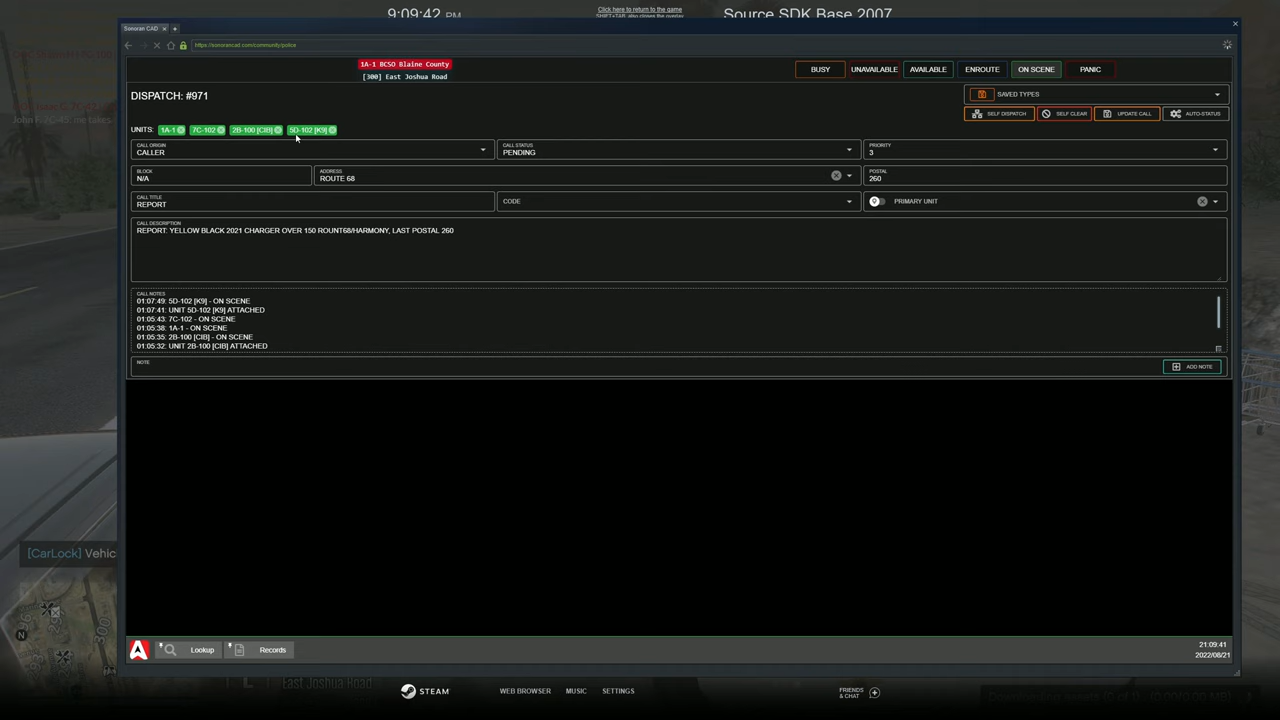 9:09:42 PM
Click here to return to the game
SHIFT+TAB also closes the overlay
Source SDK Base 2007
Sonoran CAD
https://sonorancad.com/community/police
1A-1 BCSO Blaine County
[300] East Joshua Road
BUSY
UNAVAILABLE
AVAILABLE
ENROUTE
ON SCENE
PANIC
DISPATCH: #971
SAVED TYPES
SELF DISPATCH
SELF CLEAR
UPDATE CALL
AUTO-STATUS
UNITS: 1A-1 7C-102 2B-100 [CIB] 5D-102 [K9]
CALL ORIGIN
CALLER
CALL STATUS
PENDING
PRIORITY
3
BLOCK
N/A
ADDRESS
ROUTE 68
POSTAL
260
CALL TITLE
REPORT
CODE
PRIMARY UNIT
CALL DESCRIPTION
REPORT: YELLOW BLACK 2021 CHARGER OVER 150 ROUNT68/HARMONY, LAST POSTAL 260
CALL NOTES
01:07:49: 5D-102 [K9] - ON SCENE
01:07:41: UNIT 5D-102 [K9] ATTACHED
01:05:43: 7C-102 - ON SCENE
01:05:38: 1A-1 - ON SCENE
01:05:35: 2B-100 [CIB] - ON SCENE
01:05:32: UNIT 2B-100 [CIB] ATTACHED
NOTE
ADD NOTE
[CarLock] Vehic
N
300
Lookup
Records
21:09:41
2022/08/21
East Joshua Road
STEAM
WEB BROWSER
MUSIC
SETTINGS
FRIENDS
& CHAT